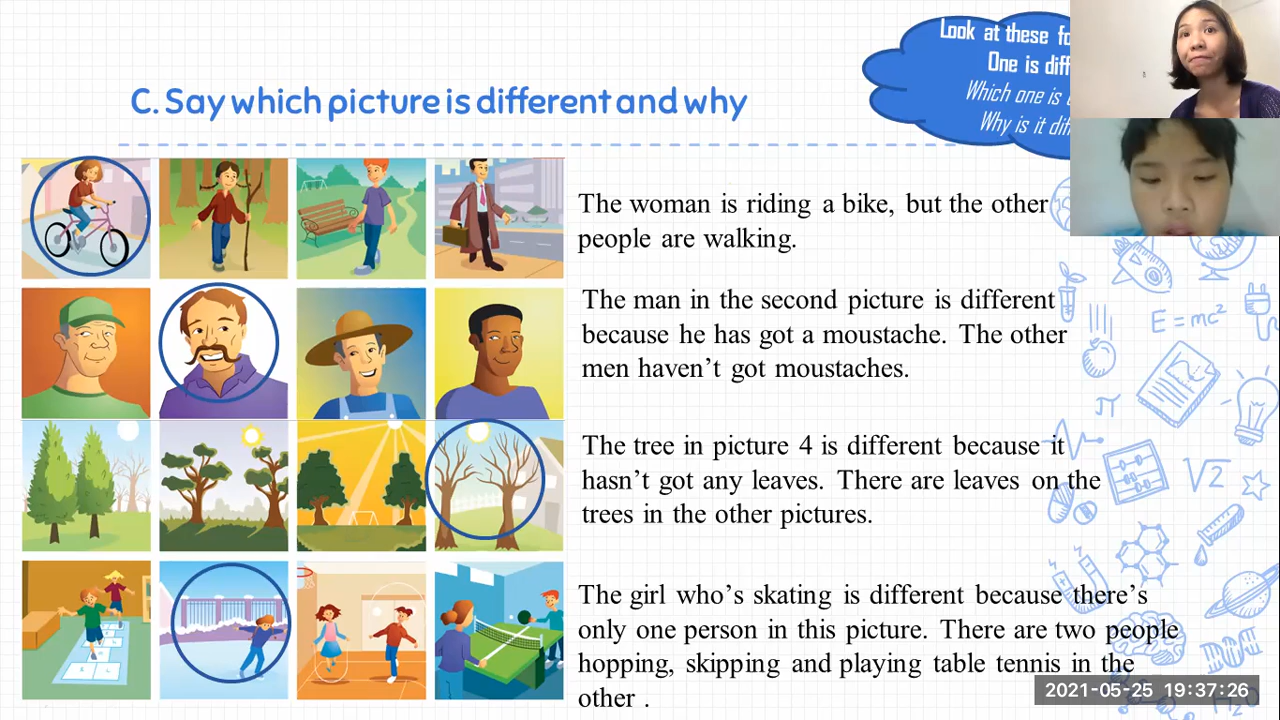 Look at these
One is
Which one is
Why is it
C. Say which picture is different and why
The woman is riding a bike, but the other
people are walking.
The man in the second picture is different
because he has got a moustache. The other
men haven't got moustaches.
The tree in picture 4 is different because it
hasn't got any leaves. There are leaves on the
trees in the other pictures.
The girl who's skating is different because there's
only one person in this picture. There are two people
hopping, skipping and playing table tennis in the
other .
E=mc²
π
√2
2021-05-25 19:37:26